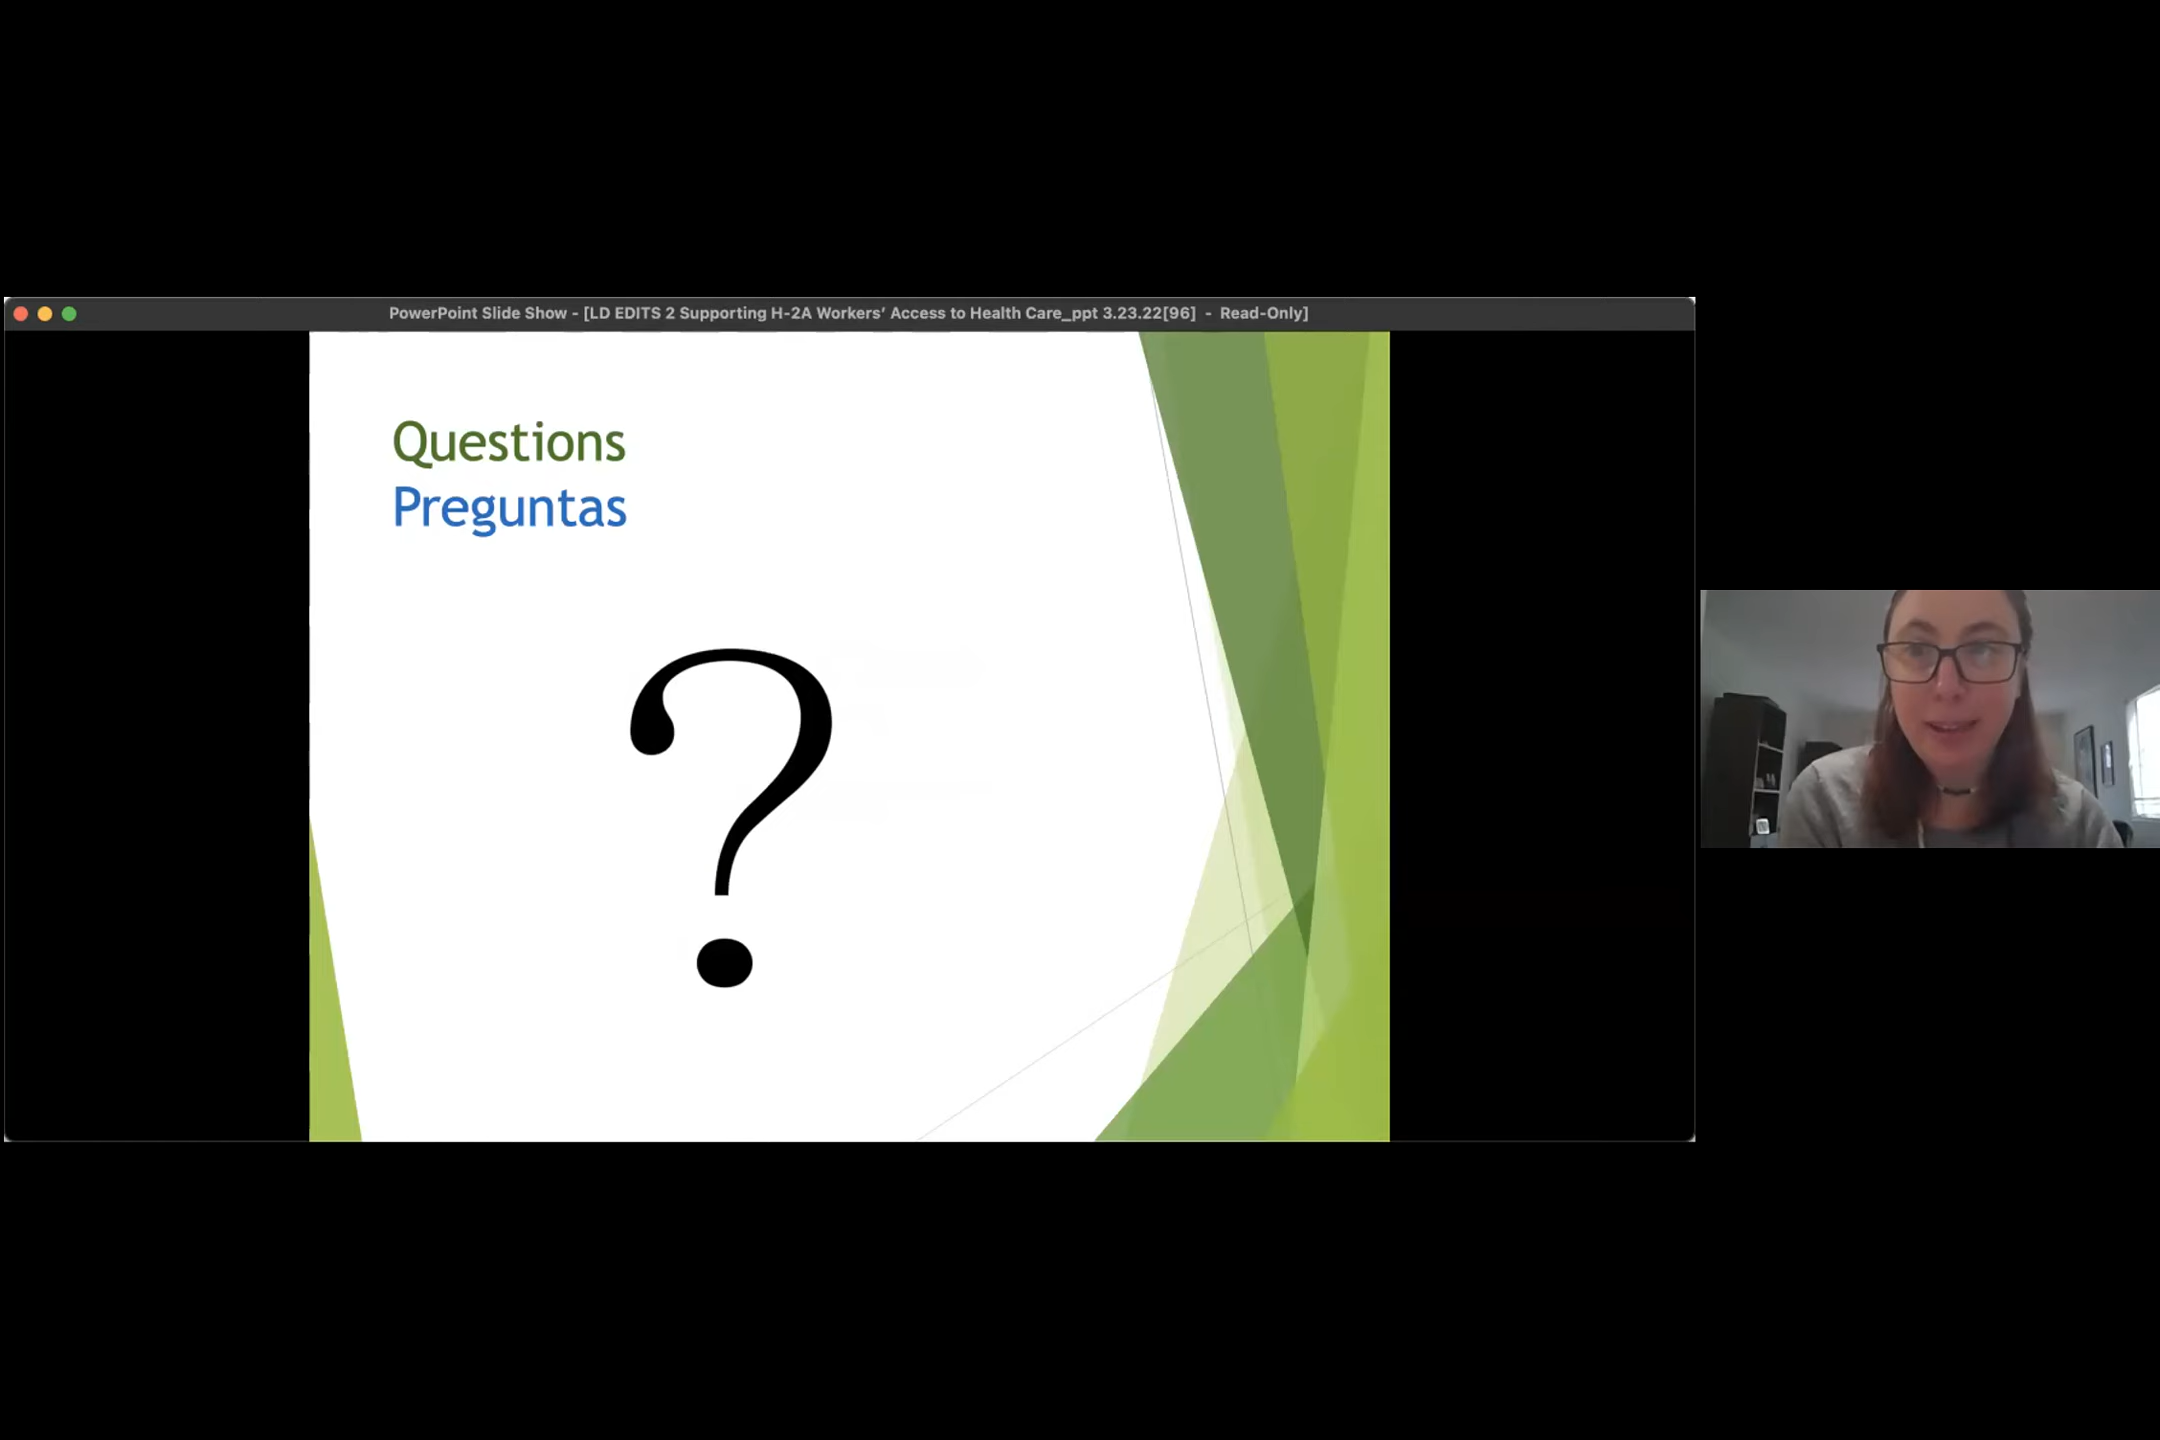 PowerPoint Slide Show - [LD EDITS 2 Supporting H-2A Workers’ Access to Health Care_ppt 3.23.22[96] - Read-Only]
Questions
Preguntas
?